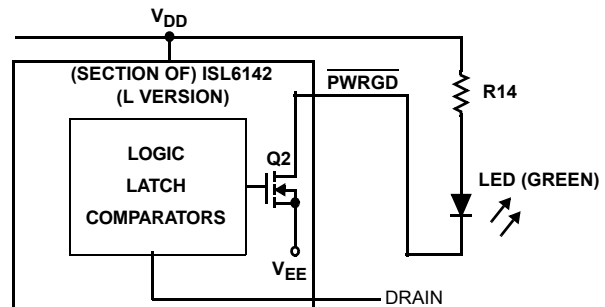 VDD
(SECTION OF) ISL6142
(L VERSION)
PWRGD
R14
LOGIC
LATCH
COMPARATORS
Q2
LED (GREEN)
VEE
DRAIN